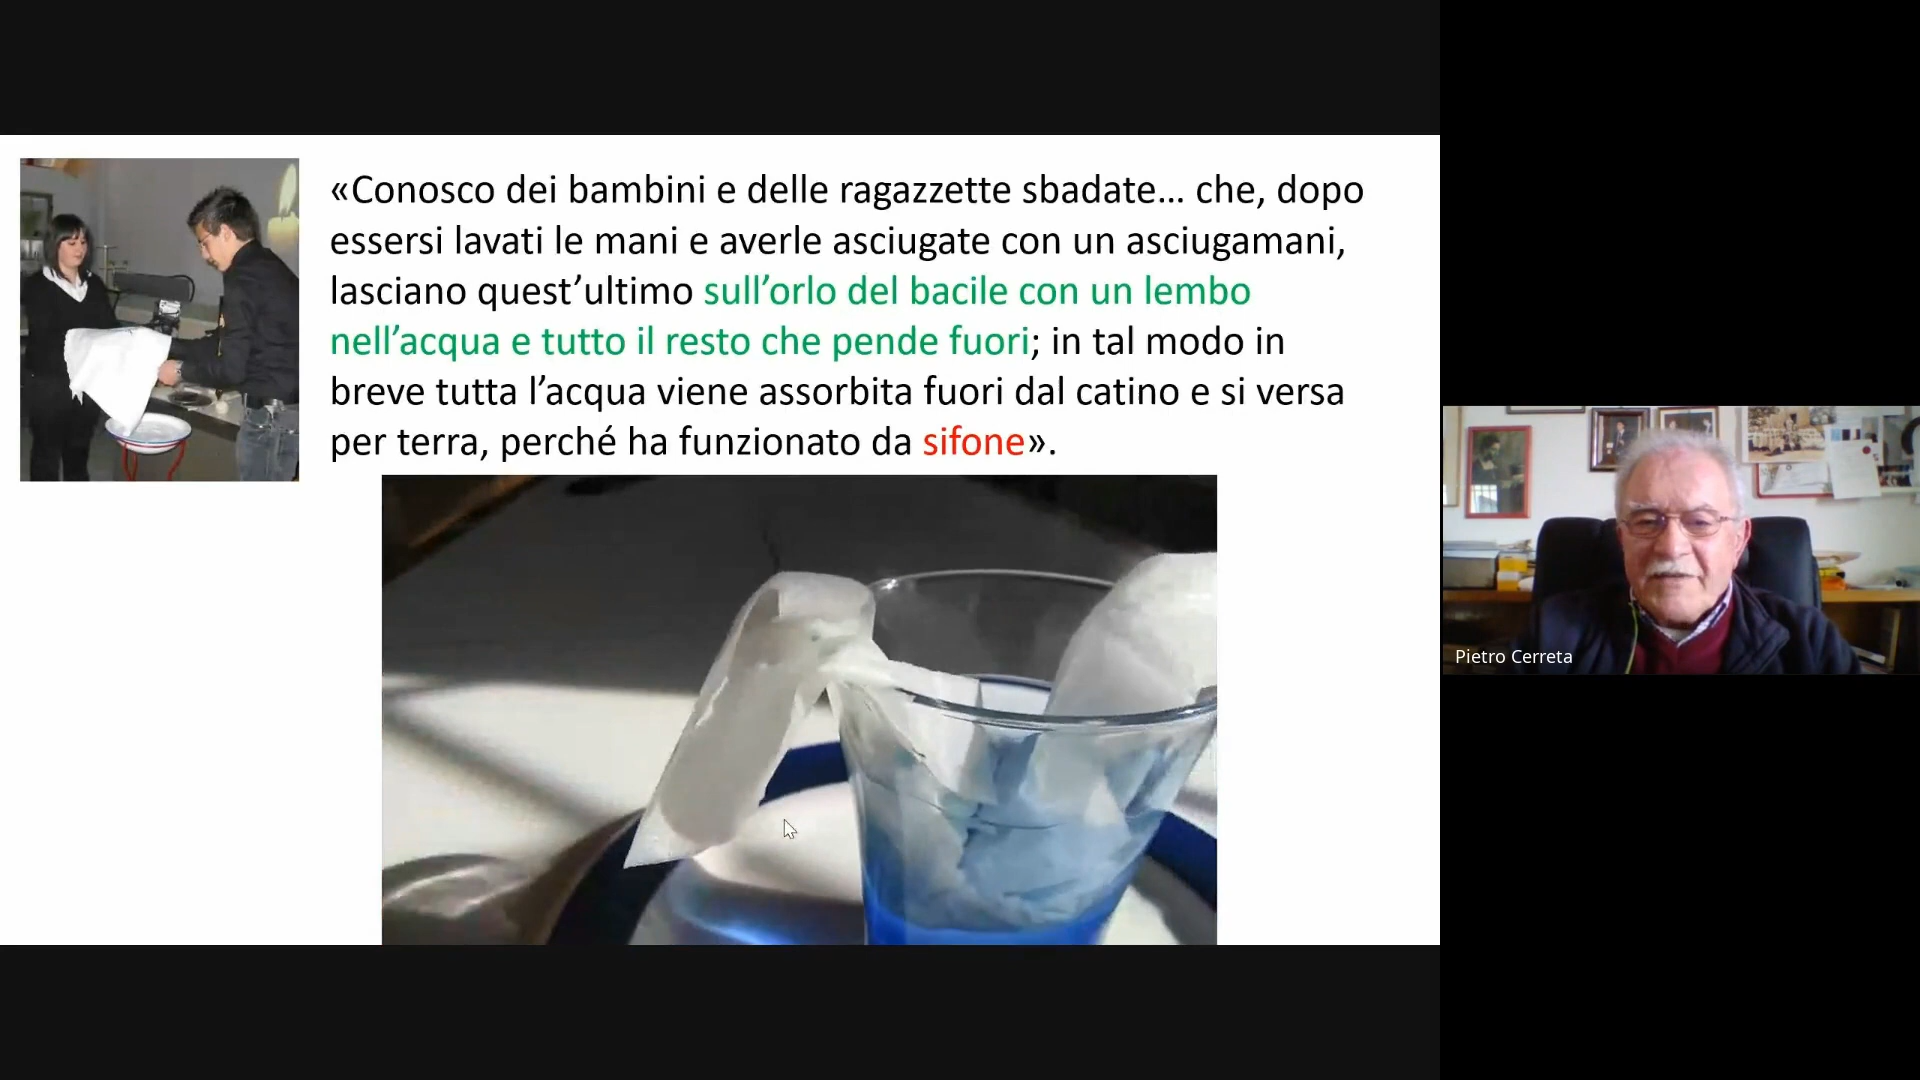 «Conosco dei bambini e delle ragazzette sbadate... che, dopo
essersi lavati le mani e averle asciugate con un asciugamani,
lasciano quest’ultimo sull’orlo del bacile con un lembo
nell’acqua e tutto il resto che pende fuori; in tal modo in
breve tutta l’acqua viene assorbita fuori dal catino e si versa
per terra, perché ha funzionato da sifone».
Pietro Cerreta